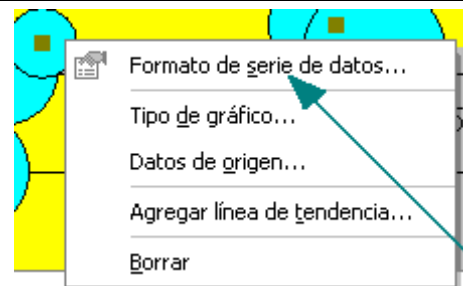 Formato de serie de datos...
Tipo de gráfico...
Datos de origen...
Agregar línea de tendencia...
Borrar